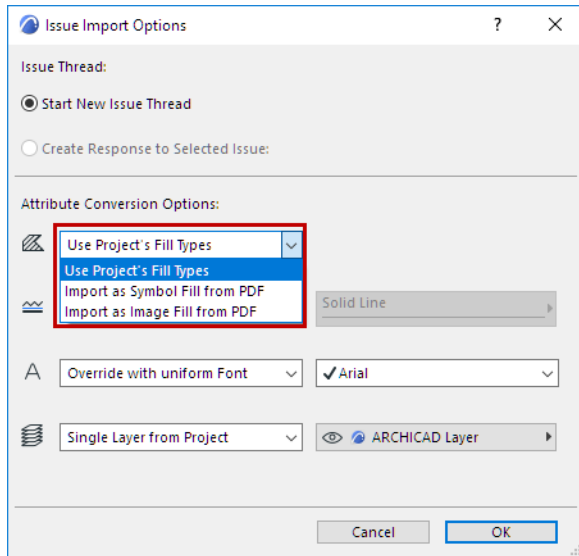 Issue Import Options
?
Issue Thread:
Start New Issue Thread
Create Response to Selected Issue:
Attribute Conversion Options:
Use Project's Fill Types
Use Project's Fill Types
Import as Symbol Fill from PDF
Import as Image Fill from PDF
Solid Line
Override with uniform Font
Arial
Single Layer from Project
ARCHICAD Layer
Cancel
OK